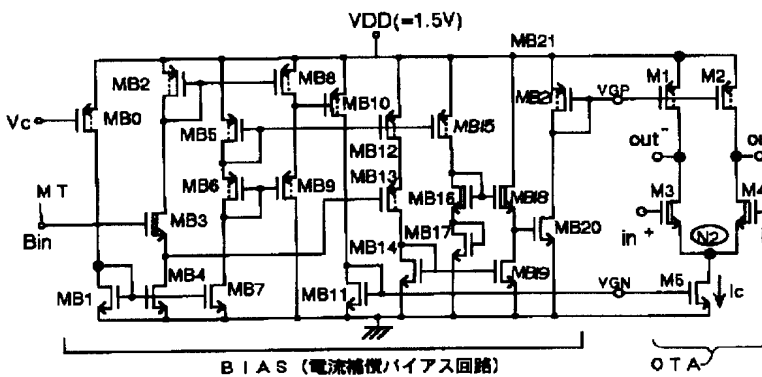 VDD(=1.5V)
MB21
MB2
MB8
M1
M2
MB10
MB2
VGP
Vc
MB0
MB5
MB12
MB15
out⁻
ou
MB13
MT
MB6
MB9
MB16
MB18
M3
M4
MB3
MB17
MB20
Bin
in⁺
N2
MB14
MB4
MB19
MB1
MB7
MB11
VGN
M5
Ic
BIAS (電流補償バイアス回路)
OTA